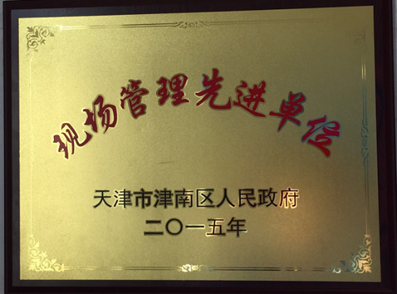 现场管理先进单位
天津市津南区人民政府
二〇一五年